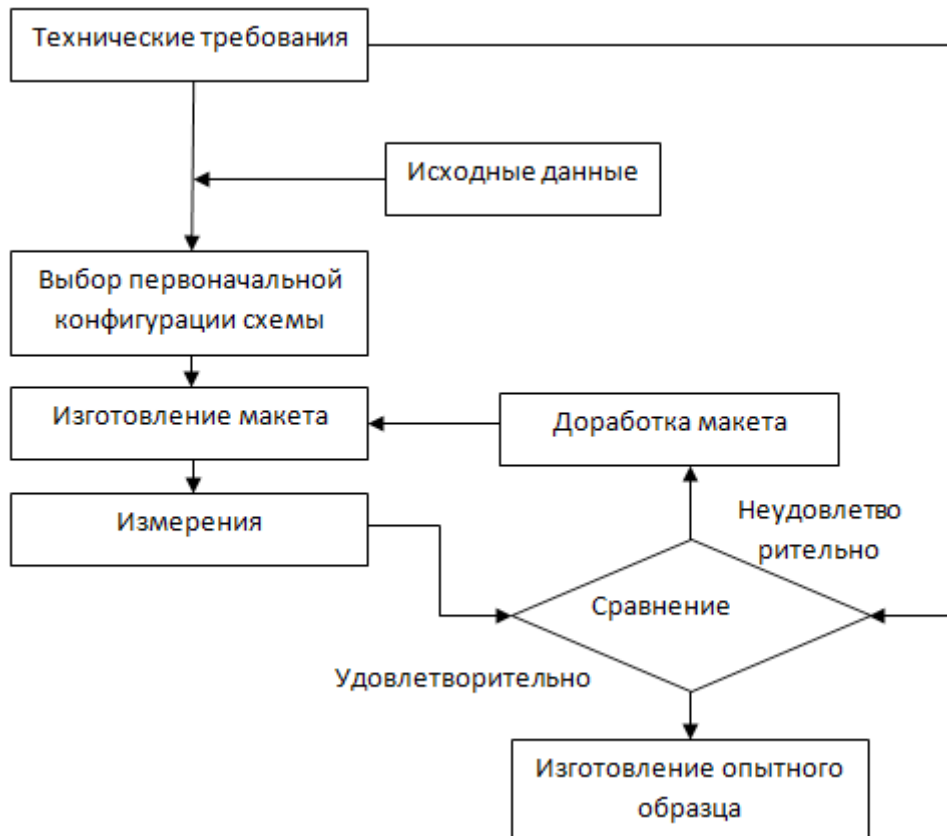 Технические требования
Исходные данные
Выбор первоначальной
конфигурации схемы
Изготовление макета
Доработка макета
Измерения
Неудовлетво
рительно
Сравнение
Удовлетворительно
Изготовление опытного
образца